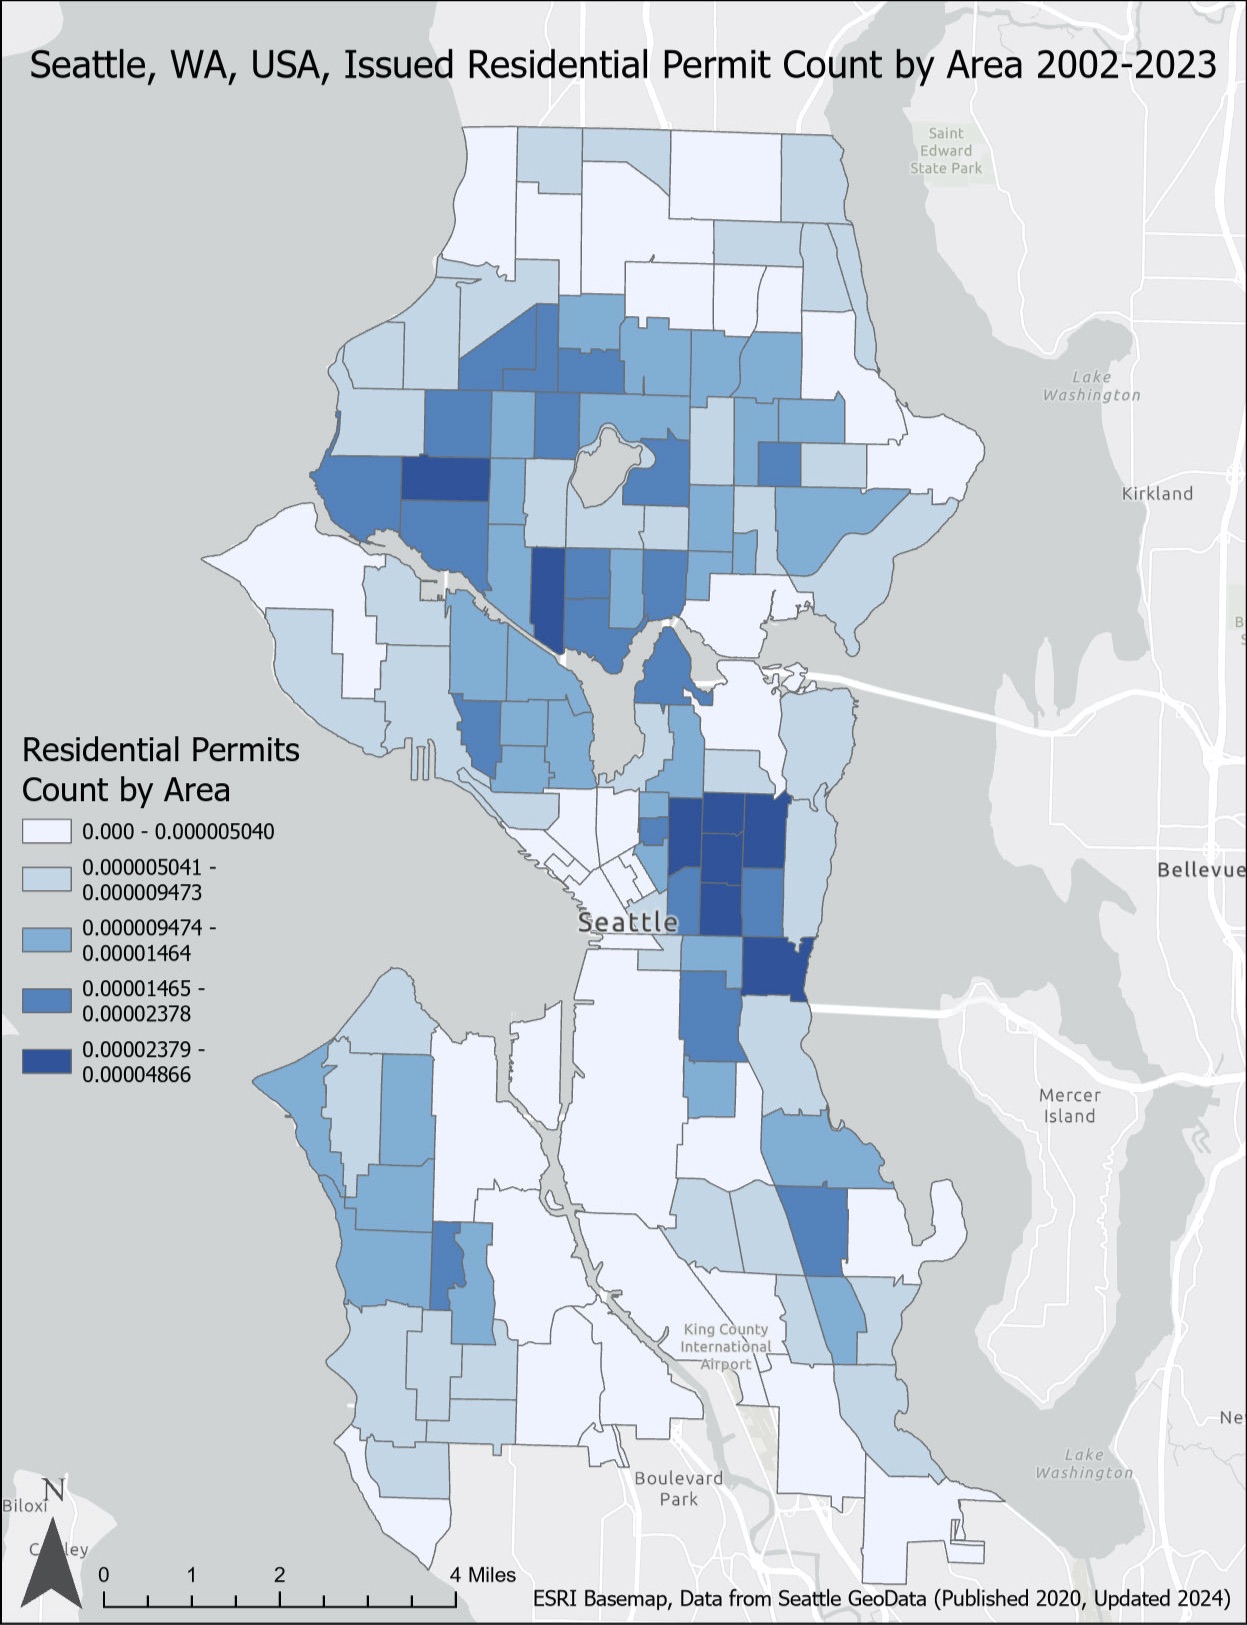 Seattle, WA, USA, Issued Residential Permit Count by Area 2002-2023
Saint
Edward
State Park
Lake
Washington
Kirkland
Residential Permits
Count by Area
0.000 - 0.000005040
0.000005041 -
0.000009473
0.000009474 -
0.00001464
0.00001465 -
0.00002378
0.00002379 -
0.00004866
Bellevue
Seattle
Mercer
Island
King County
International
Airport
Lake
Washington
Boulevard
Park
N
Biloxi
0 1 2 4 Miles
ESRI Basemap, Data from Seattle GeoData (Published 2020, Updated 2024)